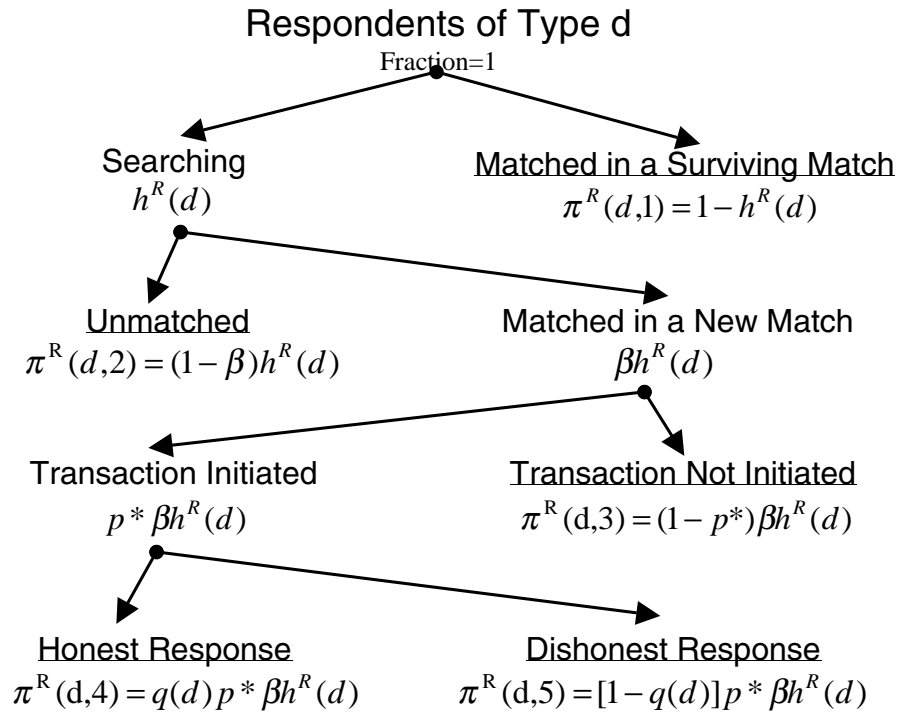 Respondents of Type d
Fraction=1
Searching Matched in a Surviving Match
h^R(d) π^R(d,1) = 1 − h^R(d)
Unmatched Matched in a New Match
π^R(d,2) = (1 − β)h^R(d) βh^R(d)
Transaction Initiated Transaction Not Initiated
p* βh^R(d) π^R(d,3) = (1 − p*)βh^R(d)
Honest Response Dishonest Response
π^R(d,4) = q(d)p* βh^R(d) π^R(d,5) = [1 − q(d)]p* βh^R(d)